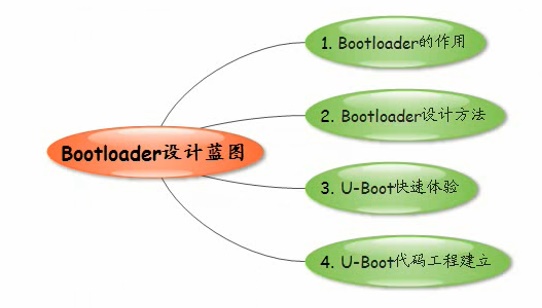 1. Bootloader的作用
2. Bootloader设计方法
Bootloader设计蓝图
3. U-Boot快速体验
4. U-Boot代码工程建立